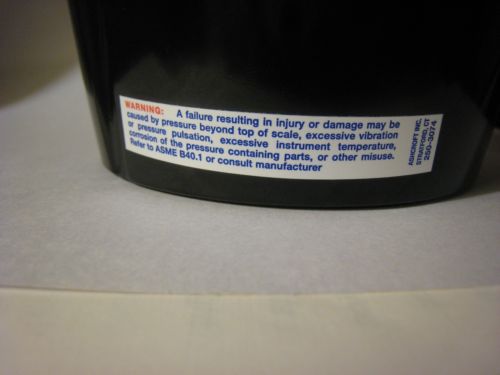 WARNING: A failure resulting in injury or damage may be
caused by pressure beyond top of scale, excessive vibration
or pressure pulsation, excessive instrument temperature,
corrosion of the pressure containing parts, or other misuse.
Refer to ASME B40.1 or consult manufacturer
ASHCROFT INC.
STRATFORD, CT
250-3074